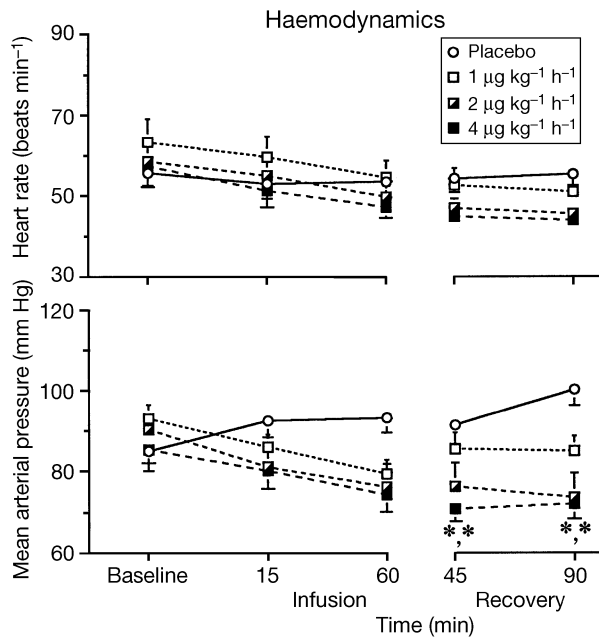 Haemodynamics
Placebo
1 μg kg⁻¹ h⁻¹
2 μg kg⁻¹ h⁻¹
4 μg kg⁻¹ h⁻¹
Heart rate (beats min⁻¹)
90
70
50
30
Mean arterial pressure (mm Hg)
120
100
80
60
*,*
*,*
Baseline 15 60 45 90
Infusion Recovery
Time (min)